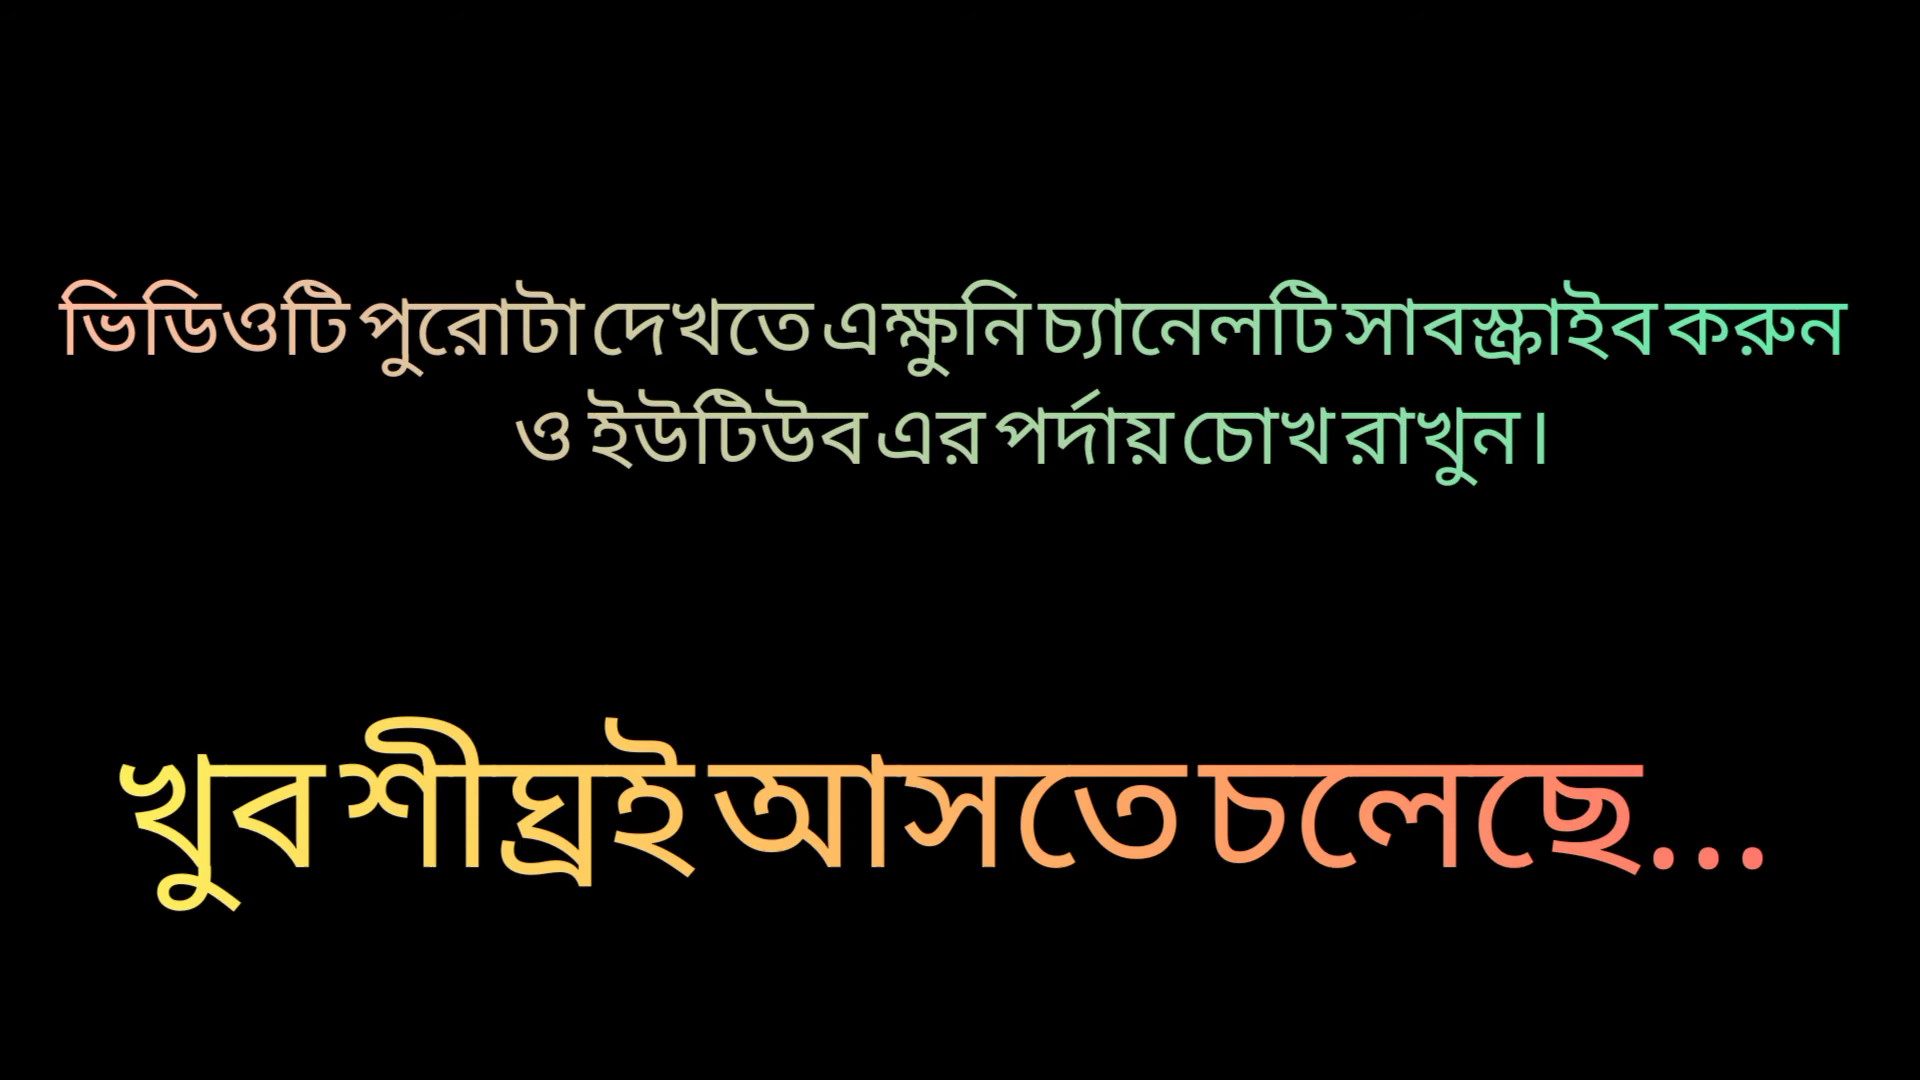 ভিডিওটি পুরোটা দেখতে এক্ষুনি চ্যানেলটি সাবস্ক্রাইব করুন
ও ইউটিউব এর পর্দায় চোখ রাখুন।
খুব শীঘ্রই আসতে চলেছে...